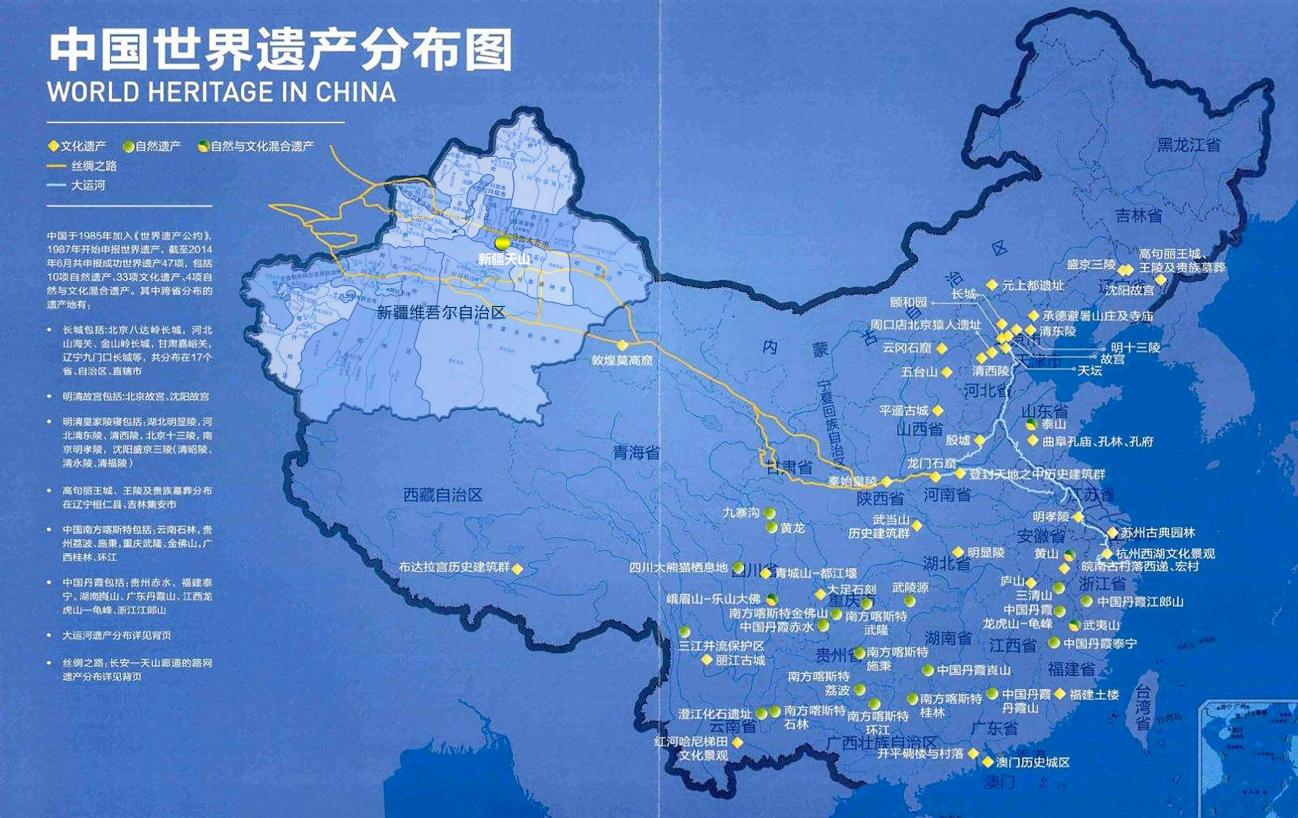 中国世界遗产分布图
WORLD HERITAGE IN CHINA
文化遗产 自然遗产 自然与文化混合遗产
丝绸之路
大运河
中国于1985年加入《世界遗产公约》,
1987年开始申报世界遗产，截至2014
年6月共申报成功世界遗产47项，包括
10项自然遗产、33项文化遗产、4项自
然与文化混合遗产。其中跨省分布的
遗产地有:
• 长城包括:北京八达岭长城，河北
山海关、金山岭长城，甘肃嘉峪关，
辽宁九门口长城等，共分布在17个
省、自治区、直辖市
• 明清故宫包括:北京故宫、沈阳故宫
• 明清皇家陵寝包括:湖北明显陵，河
北清东陵、清西陵，北京十三陵，南
京明孝陵，沈阳盛京三陵(清昭陵、
清永陵、清福陵)
• 高句丽王城、王陵及贵族墓葬分布
在辽宁桓仁县、吉林集安市
• 中国南方喀斯特包括:云南石林，贵
州荔波、施秉，重庆武隆、金佛山，广
西桂林、环江
• 中国丹霞包括:贵州赤水、福建泰
宁、湖南崀山、广东丹霞山、江西龙
虎山—龟峰、浙江江郎山
• 大运河遗产分布详见背页
• 丝绸之路:长安—天山廊道的路网
遗产分布详见背页
黑龙江省
吉林省
高句丽王城、
王陵及贵族墓葬
盛京三陵
沈阳故宫
元上都遗址
长城
颐和园
承德避暑山庄及寺庙
周口店北京猿人遗址
清东陵
云冈石窟
明十三陵
故宫
天坛
五台山
清西陵
河北省
内 蒙 古 自 治 区
新疆天山
新疆维吾尔自治区
敦煌莫高窟
宁夏回族自治区
平遥古城
山西省
山东省
泰山
殷墟
曲阜孔庙、孔林、孔府
青海省
甘肃省
龙门石窟
登封天地之中历史建筑群
秦始皇陵
陕西省
河南省
江苏省
西藏自治区
九寨沟
黄龙
武当山
历史建筑群
明孝陵
安徽省
苏州古典园林
杭州西湖文化景观
黄山
皖南古村落西递、宏村
明显陵
湖北省
布达拉宫历史建筑群
四川大熊猫栖息地
四川省
青城山—都江堰
庐山
浙江省
大足石刻
武陵源
三清山
峨眉山—乐山大佛
重庆市
中国丹霞江郎山
南方喀斯特金佛山
中国丹霞
龙虎山—龟峰
中国丹霞赤水
南方喀斯特
武隆
武夷山
三江并流保护区
湖南省
江西省
中国丹霞泰宁
丽江古城
贵州省
南方喀斯特
施秉
中国丹霞崀山
福建省
南方喀斯特
荔波
中国丹霞
丹霞山
福建土楼
台湾省
澄江化石遗址
南方喀斯特
石林
南方喀斯特
环江
南方喀斯特
桂林
云南省
广东省
红河哈尼梯田
文化景观
广西壮族自治区
开平碉楼与村落
澳门历史城区
澳门